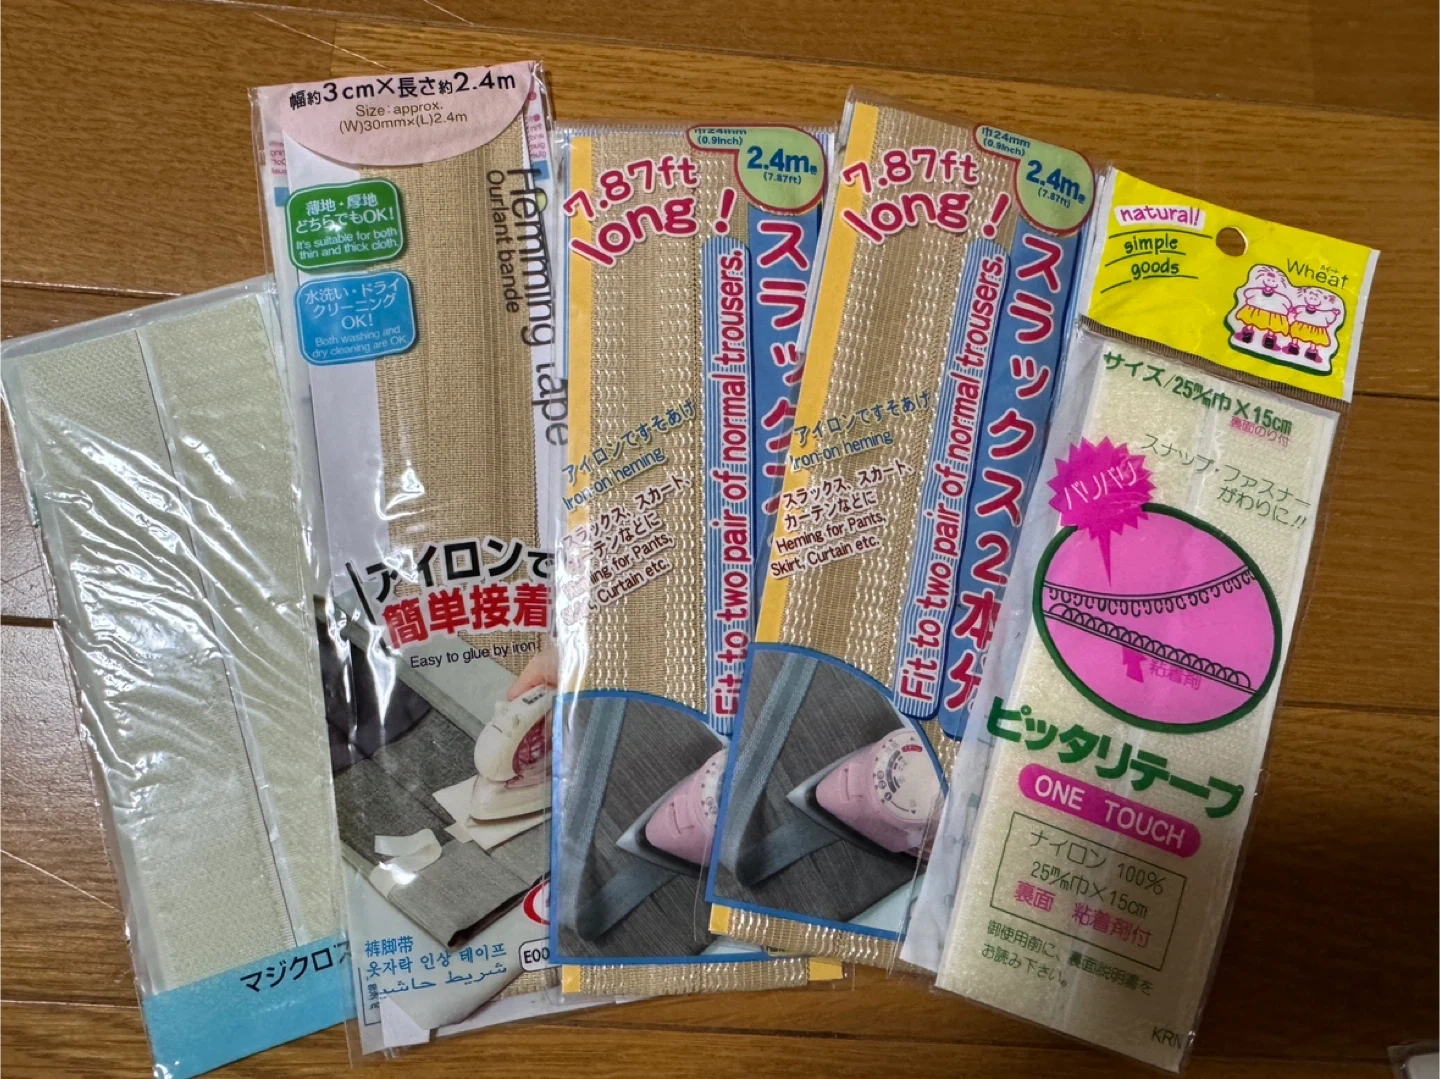 マジクロ
幅約3cm×長さ約2.4m
Size:approx.
(W)30mm×(L)2.4m
薄地・厚地
どちらでもOK!
It's suitable for both
thin and thick cloth.
水洗い・ドライ
クリーニング
OK!
Both washing and
dry cleaning are OK
Hemming tape
Ourlant bande
アイロンで
簡単接着
Easy to glue by iron
裤脚带
옷자락 인상 테이프
شريط حاشية
E00
巾24mm
(0.9inch)
2.4m巻
(7.87ft)
7.87ft
long!
スラックス
Fit to two pair of normal trousers.
アイロンですそあげ
Iron-on heming
スラックス、スカート、
カーテンなどに
Heming for Pants,
Skirt, Curtain etc.
巾24mm
(0.9inch)
2.4m巻
(7.87ft)
7.87ft
long!
スラックス2本分
Fit to two pair of normal trousers.
アイロンですそあげ
Iron-on heming
スラックス、スカート、
カーテンなどに
Heming for Pants,
Skirt, Curtain etc.
natural!
simple
goods
Wheat
サイズ/25m/m巾×15cm
裏面のり付
スナップ・ファスナー
がわりに!!
バリバリ
粘着剤
ピッタリテープ
ONE TOUCH
ナイロン 100%
25m/m巾×15cm
裏面 粘着剤付
御使用前に、裏面説明書を
お読み下さい。
KRN